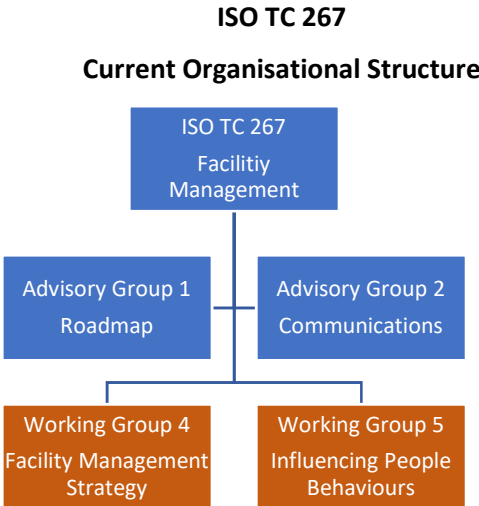 ISO TC 267
Current Organisational Structure
ISO TC 267
Facilitiy
Management
Advisory Group 1
Roadmap
Advisory Group 2
Communications
Working Group 4
Facility Management
Strategy
Working Group 5
Influencing People
Behaviours